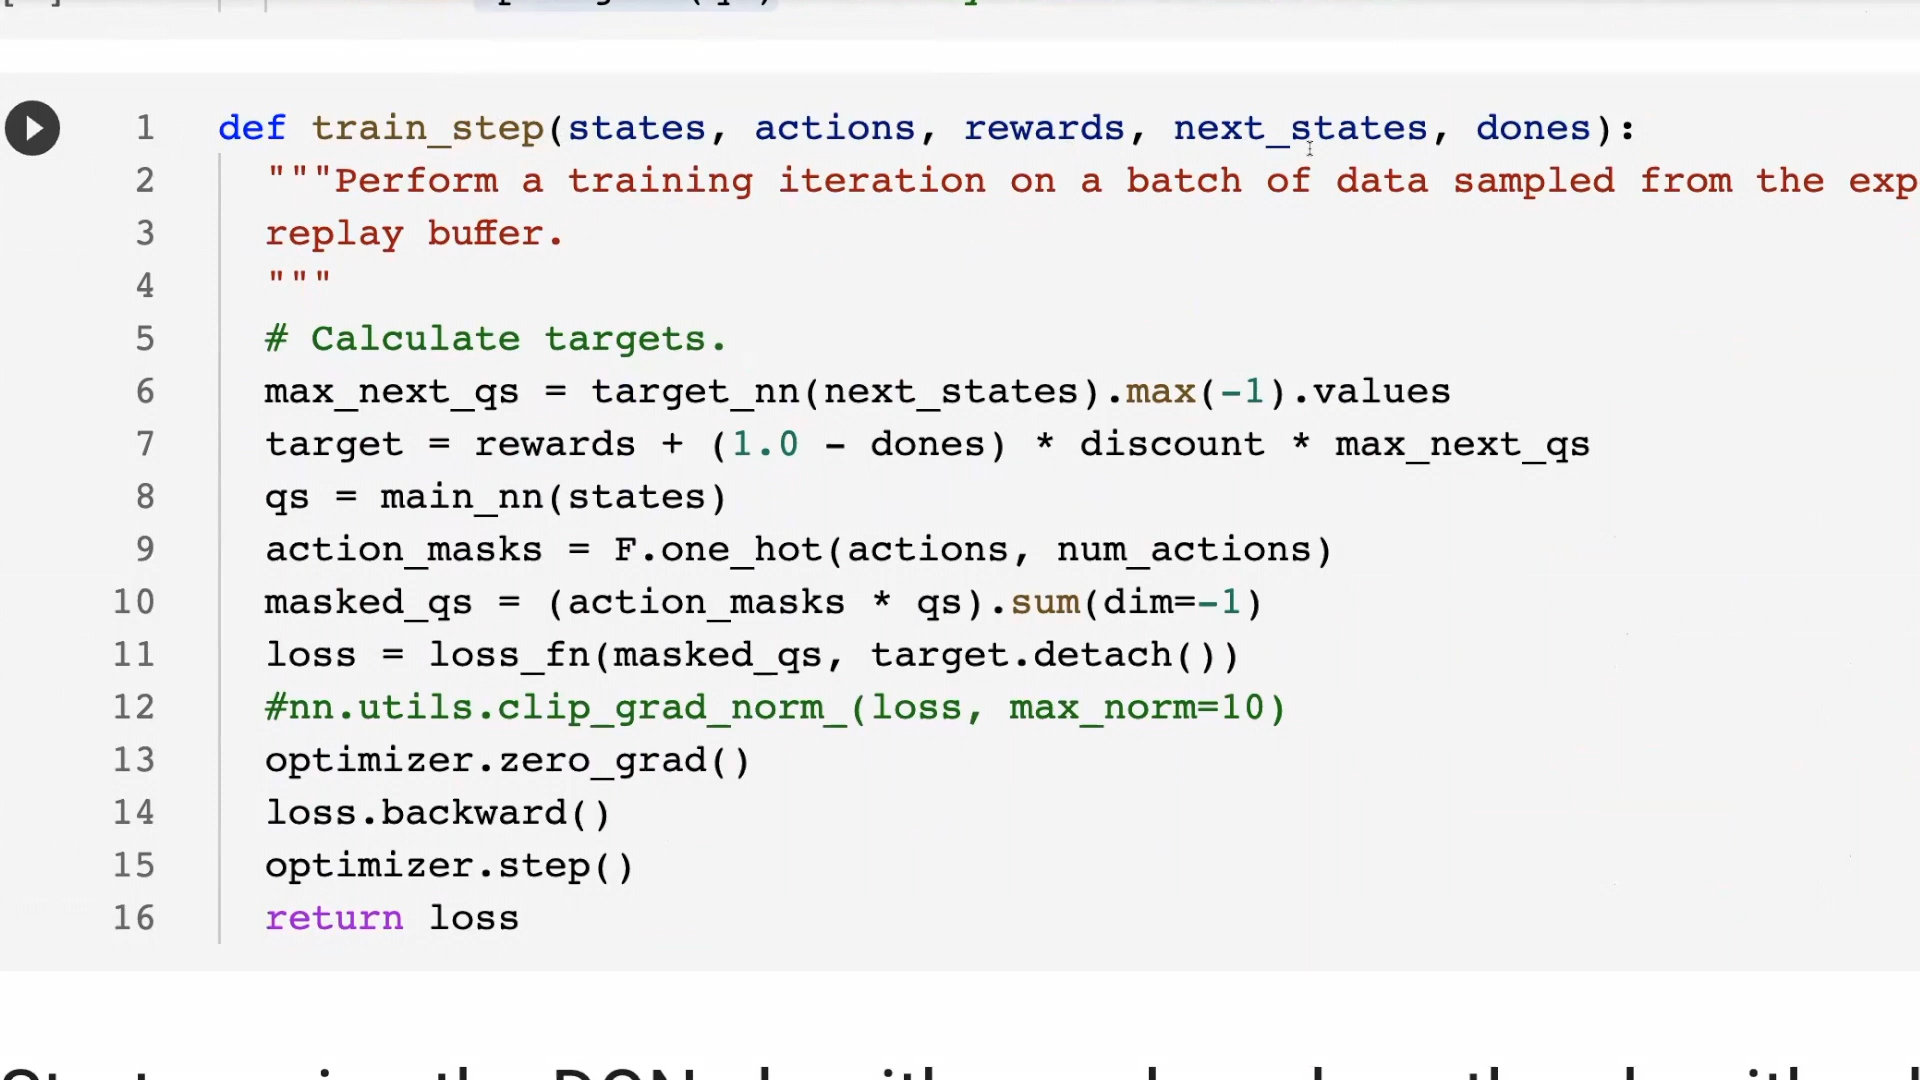 1 def train_step(states, actions, rewards, next_states, dones):
2 """Perform a training iteration on a batch of data sampled from the exp
3 replay buffer.
4 """
5 # Calculate targets.
6 max_next_qs = target_nn(next_states).max(-1).values
7 target = rewards + (1.0 - dones) * discount * max_next_qs
8 qs = main_nn(states)
9 action_masks = F.one_hot(actions, num_actions)
10 masked_qs = (action_masks * qs).sum(dim=-1)
11 loss = loss_fn(masked_qs, target.detach())
12 #nn.utils.clip_grad_norm_(loss, max_norm=10)
13 optimizer.zero_grad()
14 loss.backward()
15 optimizer.step()
16 return loss